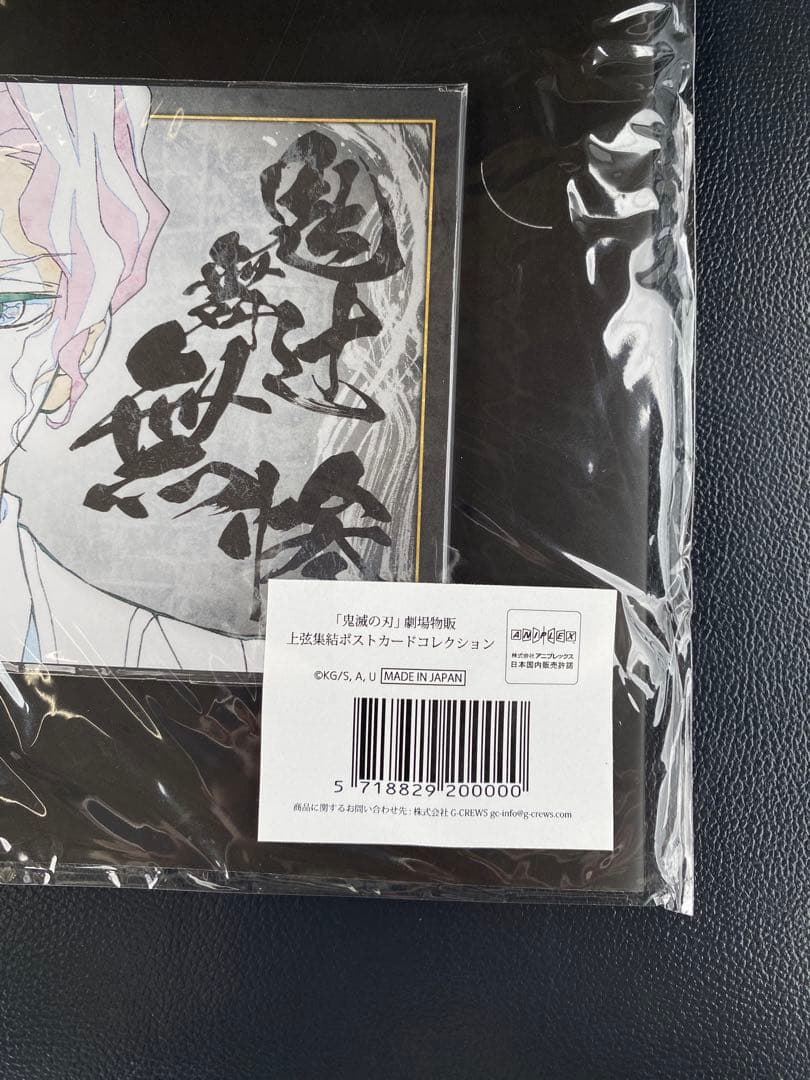 鬼辻
舞無惨
「鬼滅の刃」劇場物販
上弦集結ポストカードコレクション
©KG/S, A, U MADE IN JAPAN
ANIPLEX
株式会社 アニプレックス
日本国内販売許諾
5 718829 200000
商品に関するお問い合わせ先 : 株式会社 G-CREWS gc-info@g-crews.com